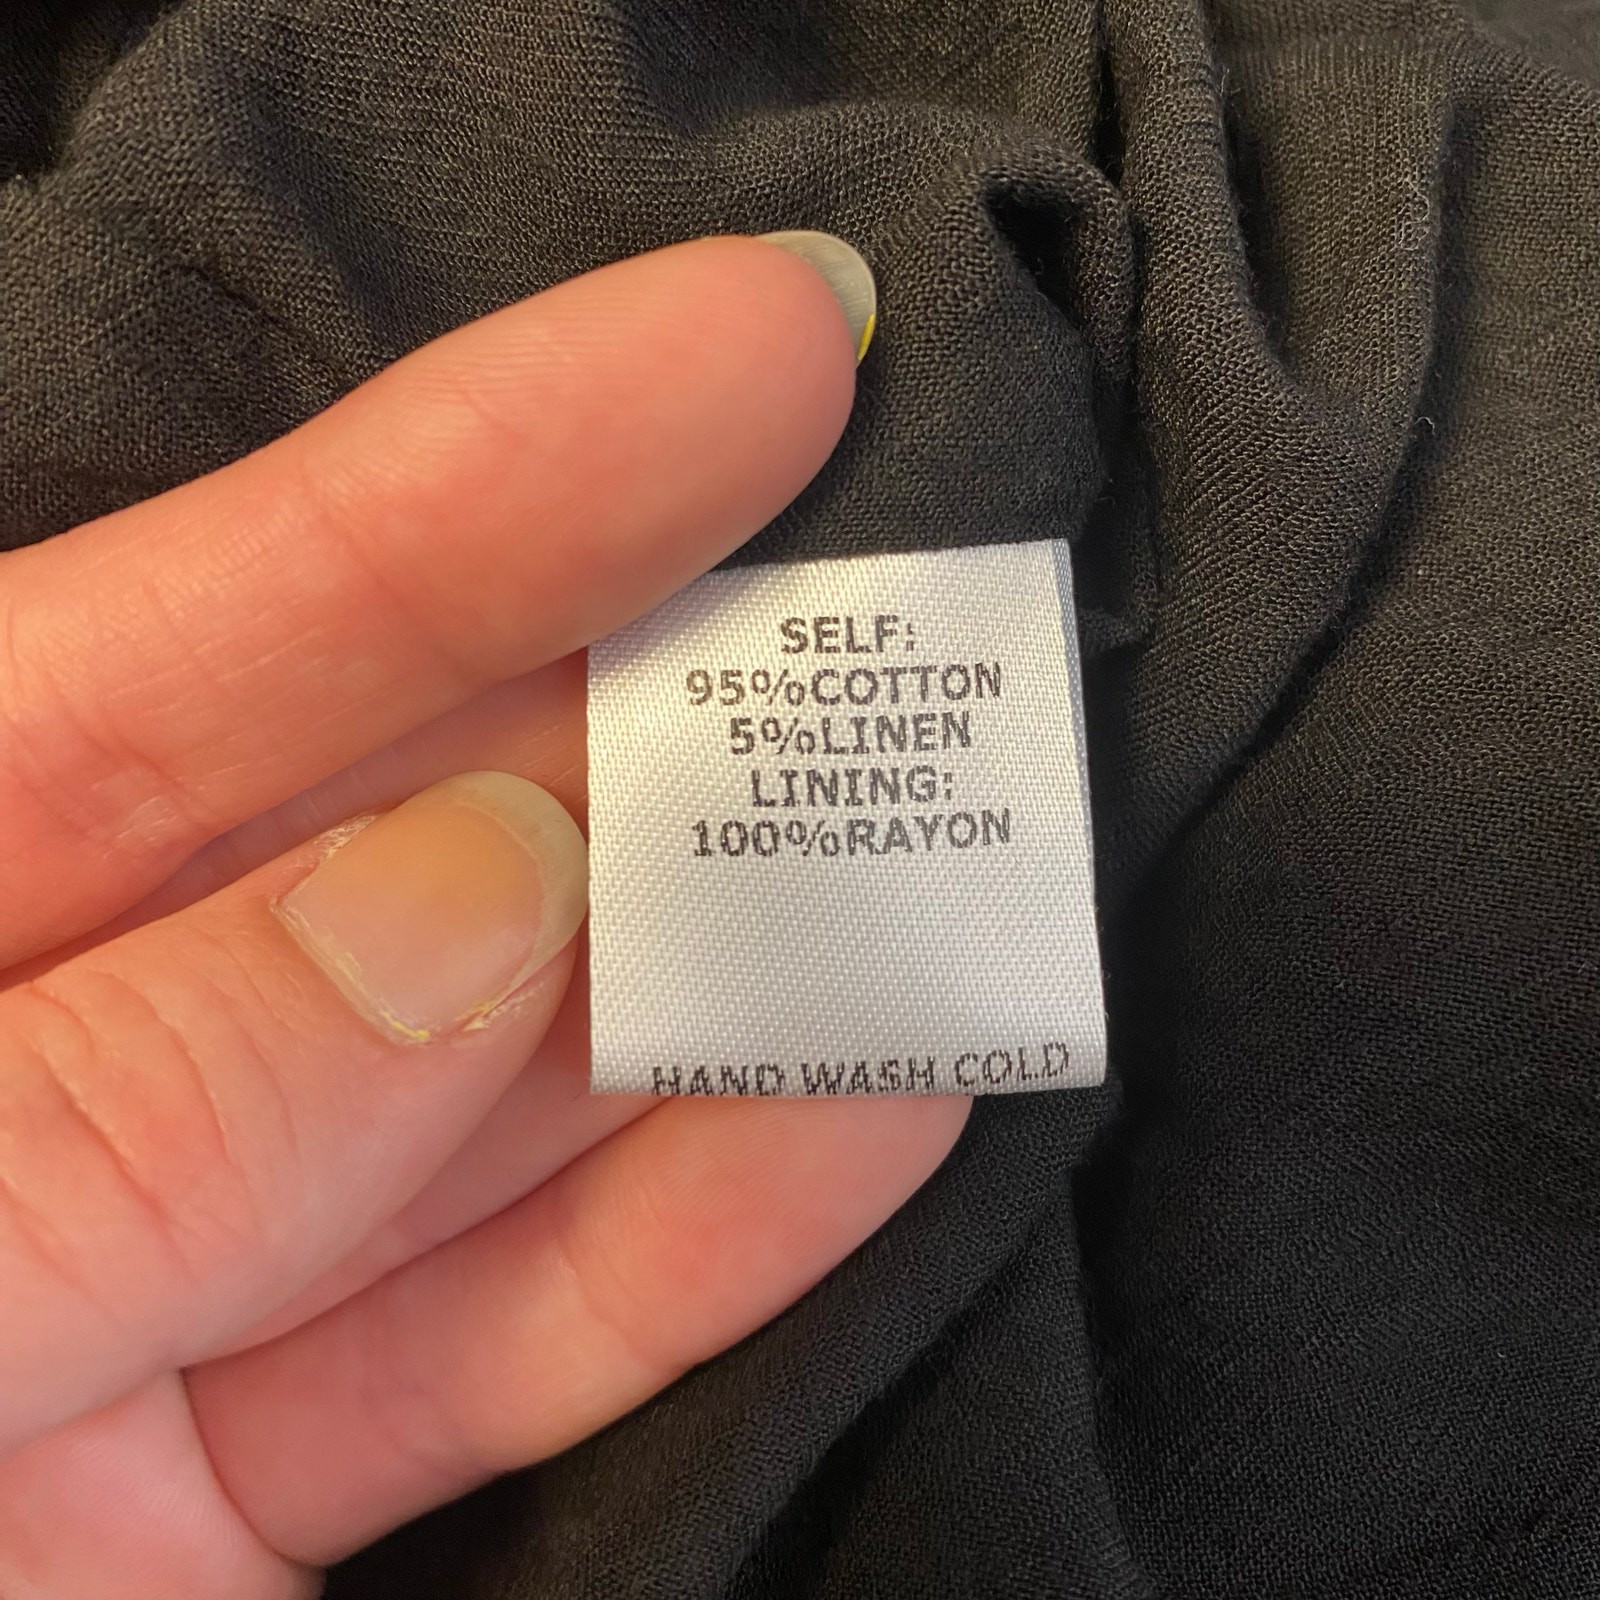 SELF:
95%COTTON
5%LINEN
LINING:
100%RAYON
HAND WASH COLD